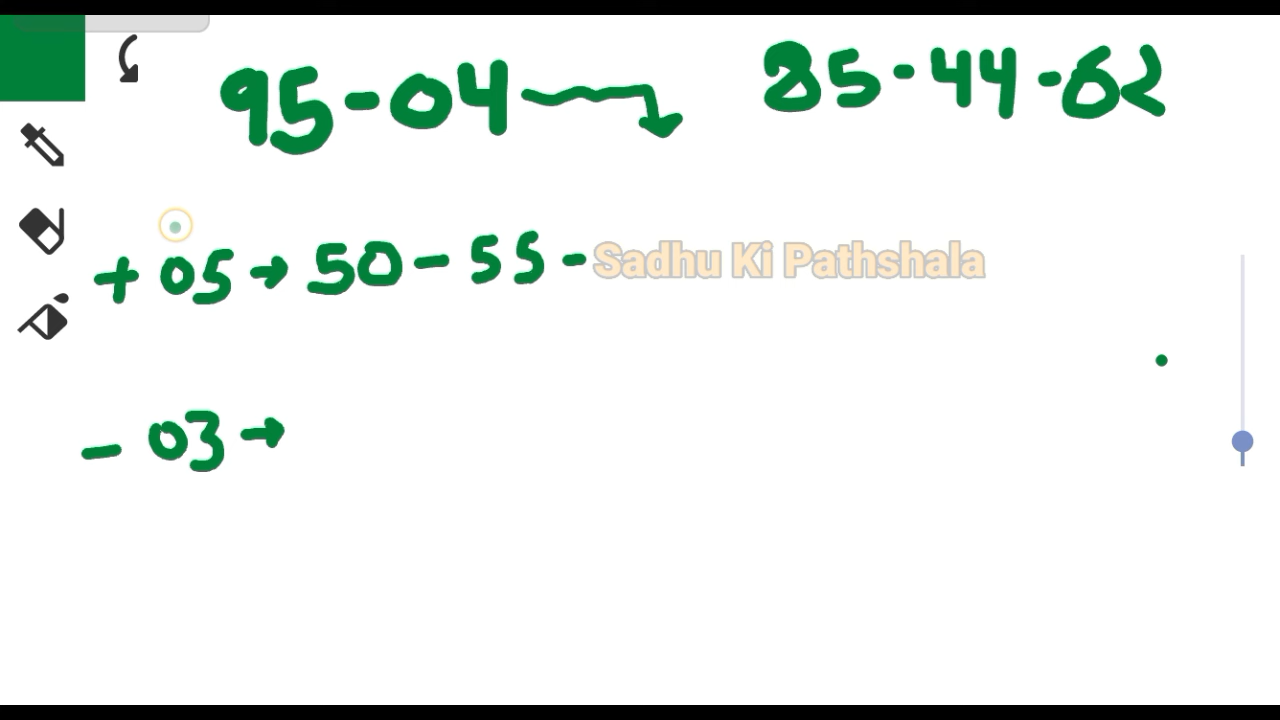 95-04 → 85-44-62
+ 05 → 50 - 55 - Sadhu Ki Pathshala
- 03 →